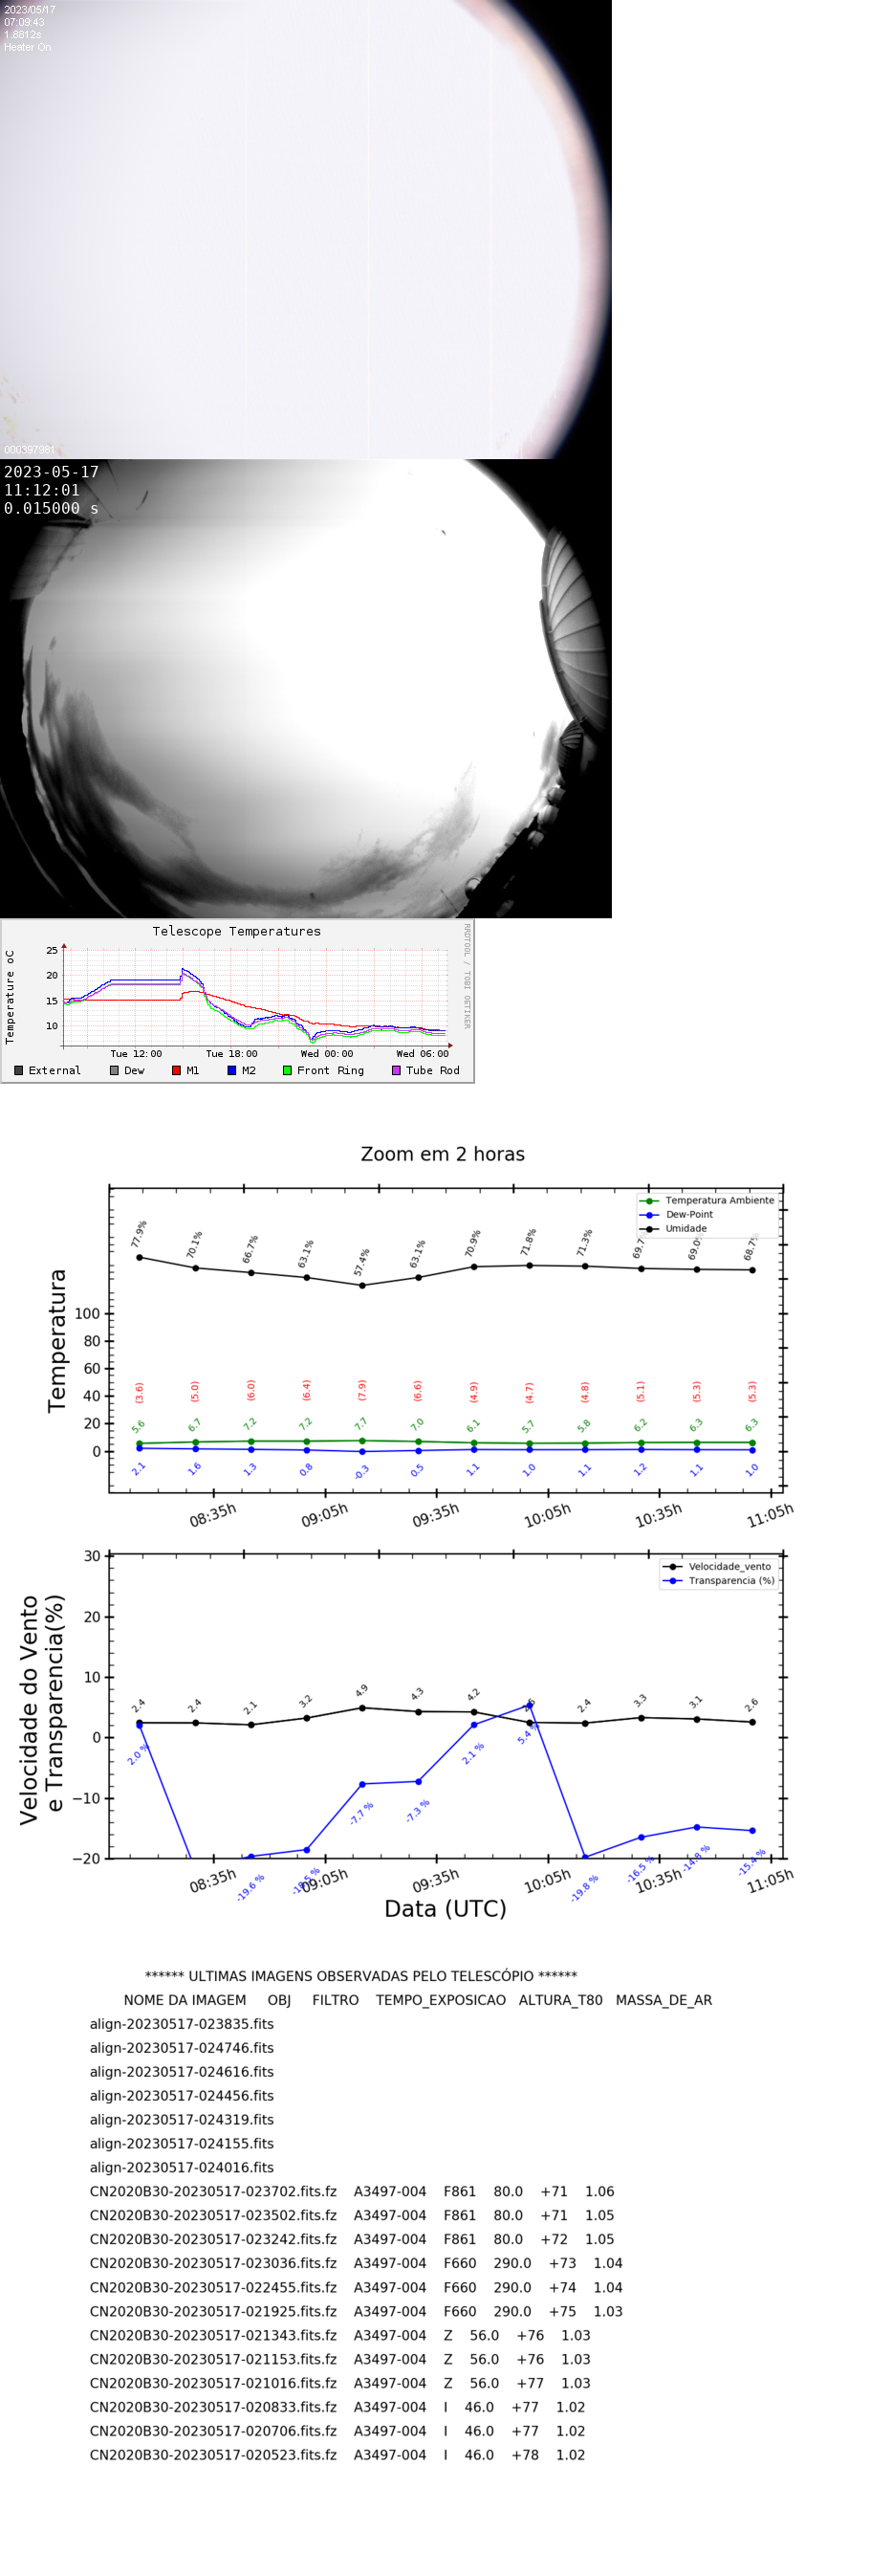 2023/05/17
07:09:43
1.8812s
Heater On
000397981
2023-05-17
11:12:01
0.015000 s
Telescope Temperatures
RRDTOOL / TOBI OETIKER
Temperature oC
25
20
15
10
Tue 12:00 Tue 18:00 Wed 00:00 Wed 06:00
External Dew M1 M2 Front Ring Tube Rod
Zoom em 2 horas
Temperatura Ambiente
Dew-Point
Umidade
77.9% 70.1% 66.7% 63.1% 57.4% 63.1% 70.9% 71.8% 71.3% 69.7 69.0% 68.7%
Temperatura
100
80
60
40
20
0
(3.6) (5.0) (6.0) (6.4) (7.9) (6.6) (4.9) (4.7) (4.8) (5.1) (5.3) (5.3)
5.6 6.7 7.2 7.2 7.7 7.0 6.1 5.7 5.8 6.2 6.3 6.3
2.1 1.6 1.3 0.8 -0.3 0.5 1.1 1.0 1.1 1.2 1.1 1.0
08:35h 09:05h 09:35h 10:05h 10:35h 11:05h
Velocidade do Vento
e Transparencia(%)
30
20
10
0
−10
−20
Velocidade_vento
Transparencia (%)
2.4 2.4 2.1 3.2 4.9 4.3 4.2 2.4 3.3 3.1 2.6
2.0 % -19.6 % -7.7 % -7.3 % 2.1 % 5.4 % -19.8 % -16.5 % -14.8 % -15.4 %
08:35h 09:05h 09:35h 10:05h 10:35h 11:05h
Data (UTC)
****** ULTIMAS IMAGENS OBSERVADAS PELO TELESCÓPIO ******
NOME DA IMAGEM OBJ FILTRO TEMPO_EXPOSICAO ALTURA_T80 MASSA_DE_AR
align-20230517-023835.fits
align-20230517-024746.fits
align-20230517-024616.fits
align-20230517-024456.fits
align-20230517-024319.fits
align-20230517-024155.fits
align-20230517-024016.fits
CN2020B30-20230517-023702.fits.fz A3497-004 F861 80.0 +71 1.06
CN2020B30-20230517-023502.fits.fz A3497-004 F861 80.0 +71 1.05
CN2020B30-20230517-023242.fits.fz A3497-004 F861 80.0 +72 1.05
CN2020B30-20230517-023036.fits.fz A3497-004 F660 290.0 +73 1.04
CN2020B30-20230517-022455.fits.fz A3497-004 F660 290.0 +74 1.04
CN2020B30-20230517-021925.fits.fz A3497-004 F660 290.0 +75 1.03
CN2020B30-20230517-021343.fits.fz A3497-004 Z 56.0 +76 1.03
CN2020B30-20230517-021153.fits.fz A3497-004 Z 56.0 +76 1.03
CN2020B30-20230517-021016.fits.fz A3497-004 Z 56.0 +77 1.03
CN2020B30-20230517-020833.fits.fz A3497-004 I 46.0 +77 1.02
CN2020B30-20230517-020706.fits.fz A3497-004 I 46.0 +77 1.02
CN2020B30-20230517-020523.fits.fz A3497-004 I 46.0 +78 1.02